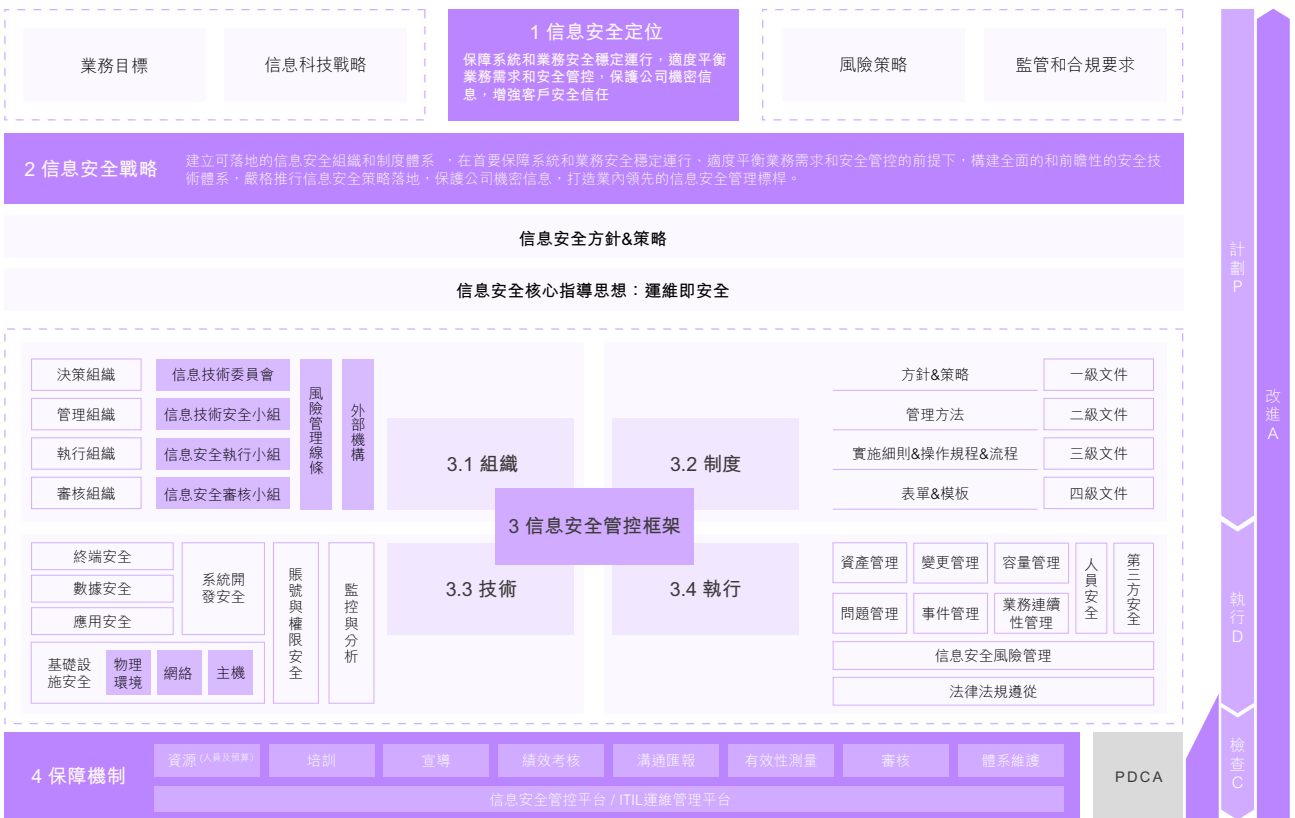 業務目標
信息科技戰略
1 信息安全定位
保障系統和業務安全穩定運行，適度平衡
業務需求和安全管控，保護公司機密信
息，增強客戶安全信任
風險策略
監管和合規要求
2 信息安全戰略
建立可落地的信息安全組織和制度體系 ，在首要保障系統和業務安全穩定運行、適度平衡業務需求和安全管控的前提下，構建全面的和前瞻性的安全技
術體系，嚴格推行信息安全策略落地，保護公司機密信息，打造業內領先的信息安全管理標桿。
信息安全方針&策略
信息安全核心指導思想：運維即安全
決策組織
信息技術委員會
管理組織
信息技術安全小組
執行組織
信息安全執行小組
審核組織
信息安全審核小組
風險管理線條
外部機構
3.1 組織
3.2 制度
方針&策略
一級文件
管理方法
二級文件
實施細則&操作規程&流程
三級文件
表單&模板
四級文件
3 信息安全管控框架
終端安全
數據安全
應用安全
系統開
發安全
基礎設
施安全
物理
環境
網絡
主機
賬號與權限安全
監控與分析
3.3 技術
3.4 執行
資產管理
變更管理
容量管理
問題管理
事件管理
業務連續
性管理
人員安全
第三方安全
信息安全風險管理
法律法規遵從
4 保障機制
資源 (人員及預算)
培訓
宣導
績效考核
溝通匯報
有效性測量
審核
體系維護
信息安全管控平台 / ITIL運維管理平台
PDCA
計劃P
執行D
檢查C
改進A